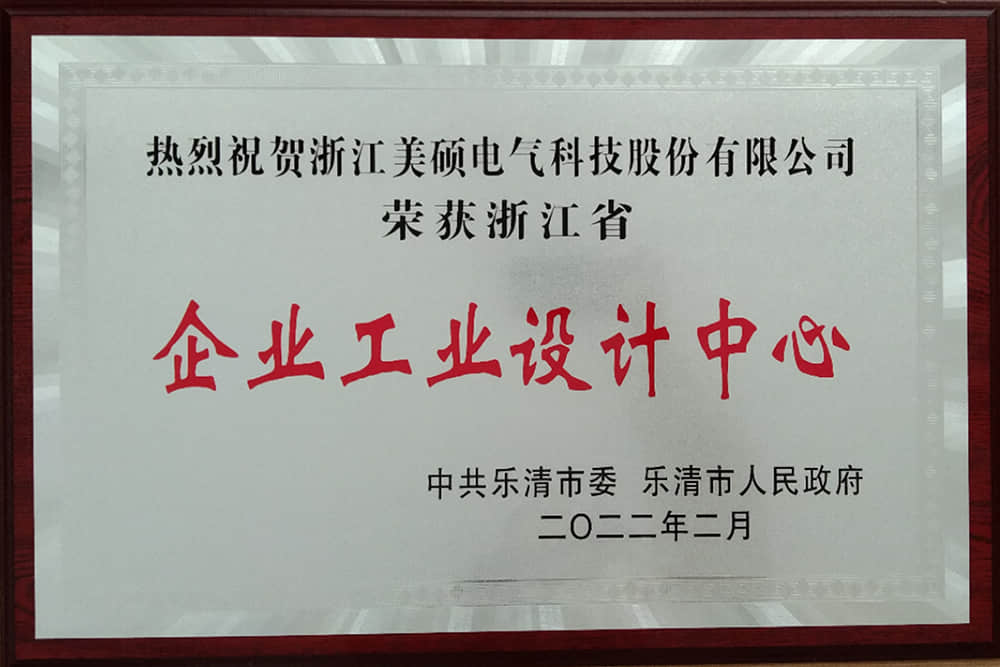 热烈祝贺浙江美硕电气科技股份有限公司
荣获浙江省
企业工业设计中心
中共乐清市委 乐清市人民政府
二〇二二年二月